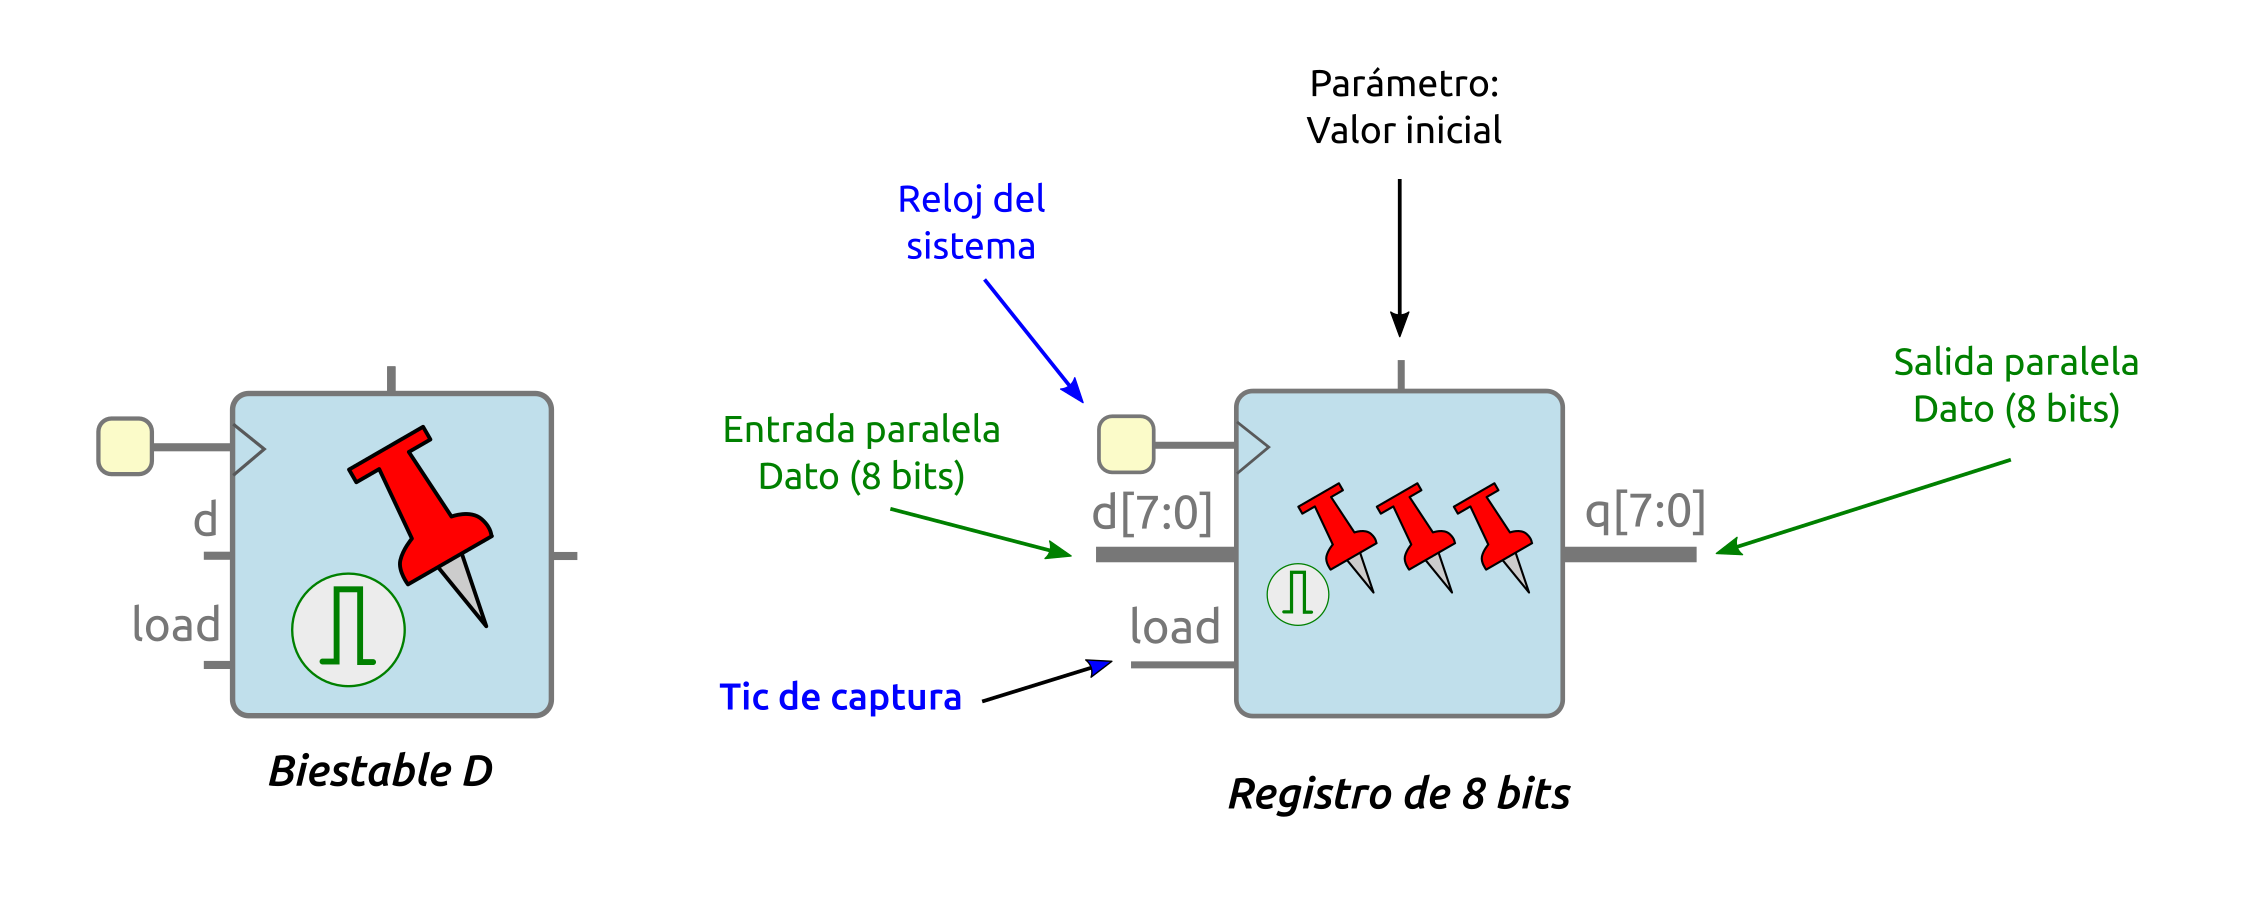 Parámetro:
Valor inicial
Reloj del
sistema
Salida paralela
Dato (8 bits)
Entrada paralela
Dato (8 bits)
d
d[7:0]
q[7:0]
load
load
Tic de captura
Biestable D
Registro de 8 bits